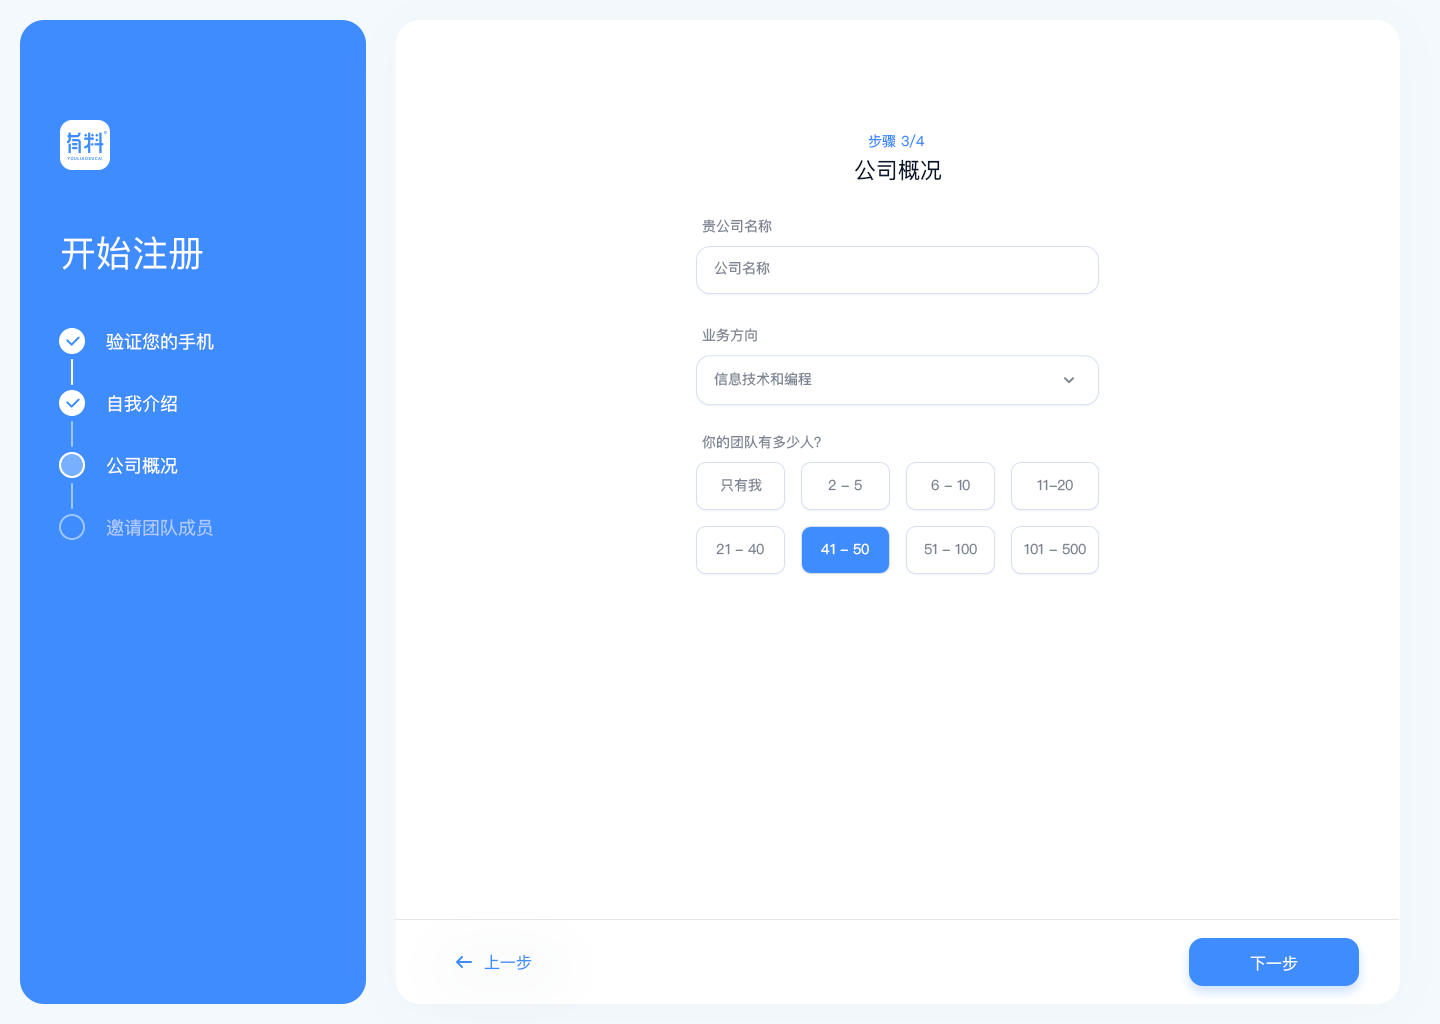 有料
YOULIAOSUCAI
开始注册
验证您的手机
自我介绍
公司概况
邀请团队成员
步骤 3/4
公司概况
贵公司名称
公司名称
业务方向
信息技术和编程
你的团队有多少人?
只有我
2 – 5
6 – 10
11–20
21 – 40
41 – 50
51 – 100
101 – 500
上一步
下一步